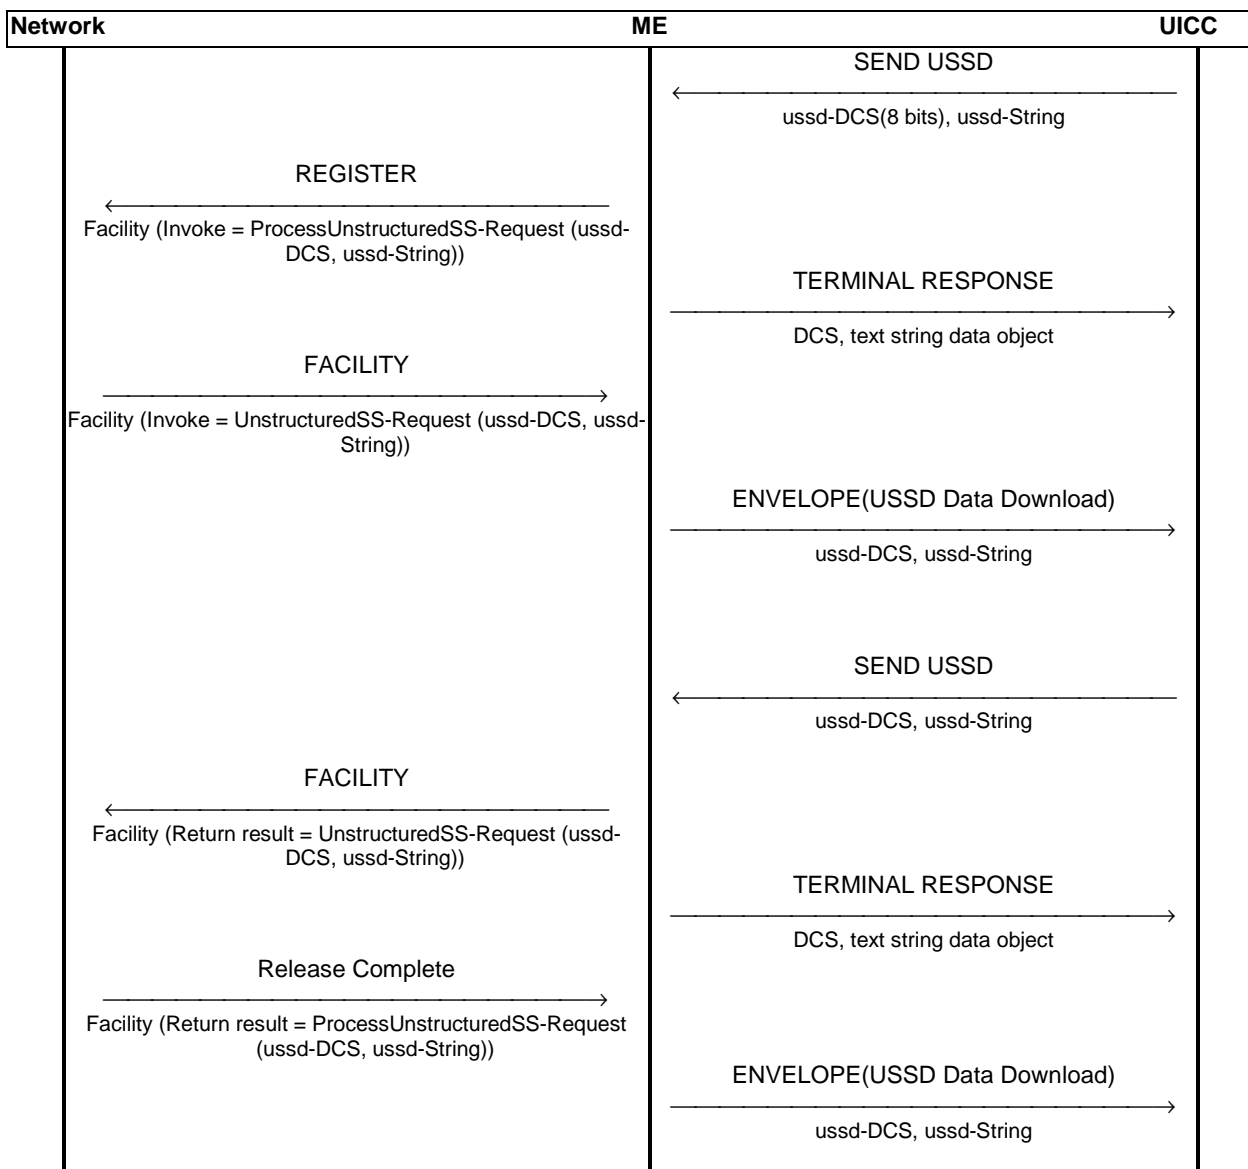 Network ME UICC
SEND USSD
ussd-DCS(8 bits), ussd-String
REGISTER
Facility (Invoke = ProcessUnstructuredSS-Request (ussd-
DCS, ussd-String))
TERMINAL RESPONSE
DCS, text string data object
FACILITY
Facility (Invoke = UnstructuredSS-Request (ussd-DCS, ussd-
String))
ENVELOPE(USSD Data Download)
ussd-DCS, ussd-String
SEND USSD
ussd-DCS, ussd-String
FACILITY
Facility (Return result = UnstructuredSS-Request (ussd-
DCS, ussd-String))
TERMINAL RESPONSE
DCS, text string data object
Release Complete
Facility (Return result = ProcessUnstructuredSS-Request
(ussd-DCS, ussd-String))
ENVELOPE(USSD Data Download)
ussd-DCS, ussd-String